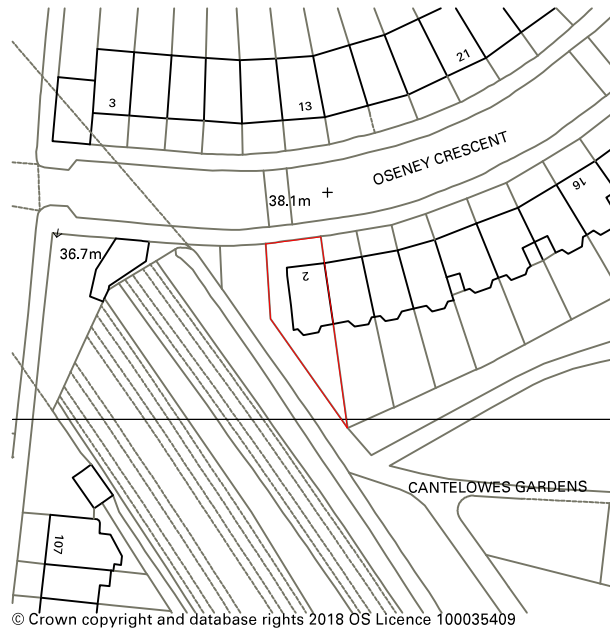 21
3
13
OSENEY CRESCENT
16
38.1m
36.7m
2
CANTELOWES GARDENS
107
© Crown copyright and database rights 2018 OS Licence 100035409